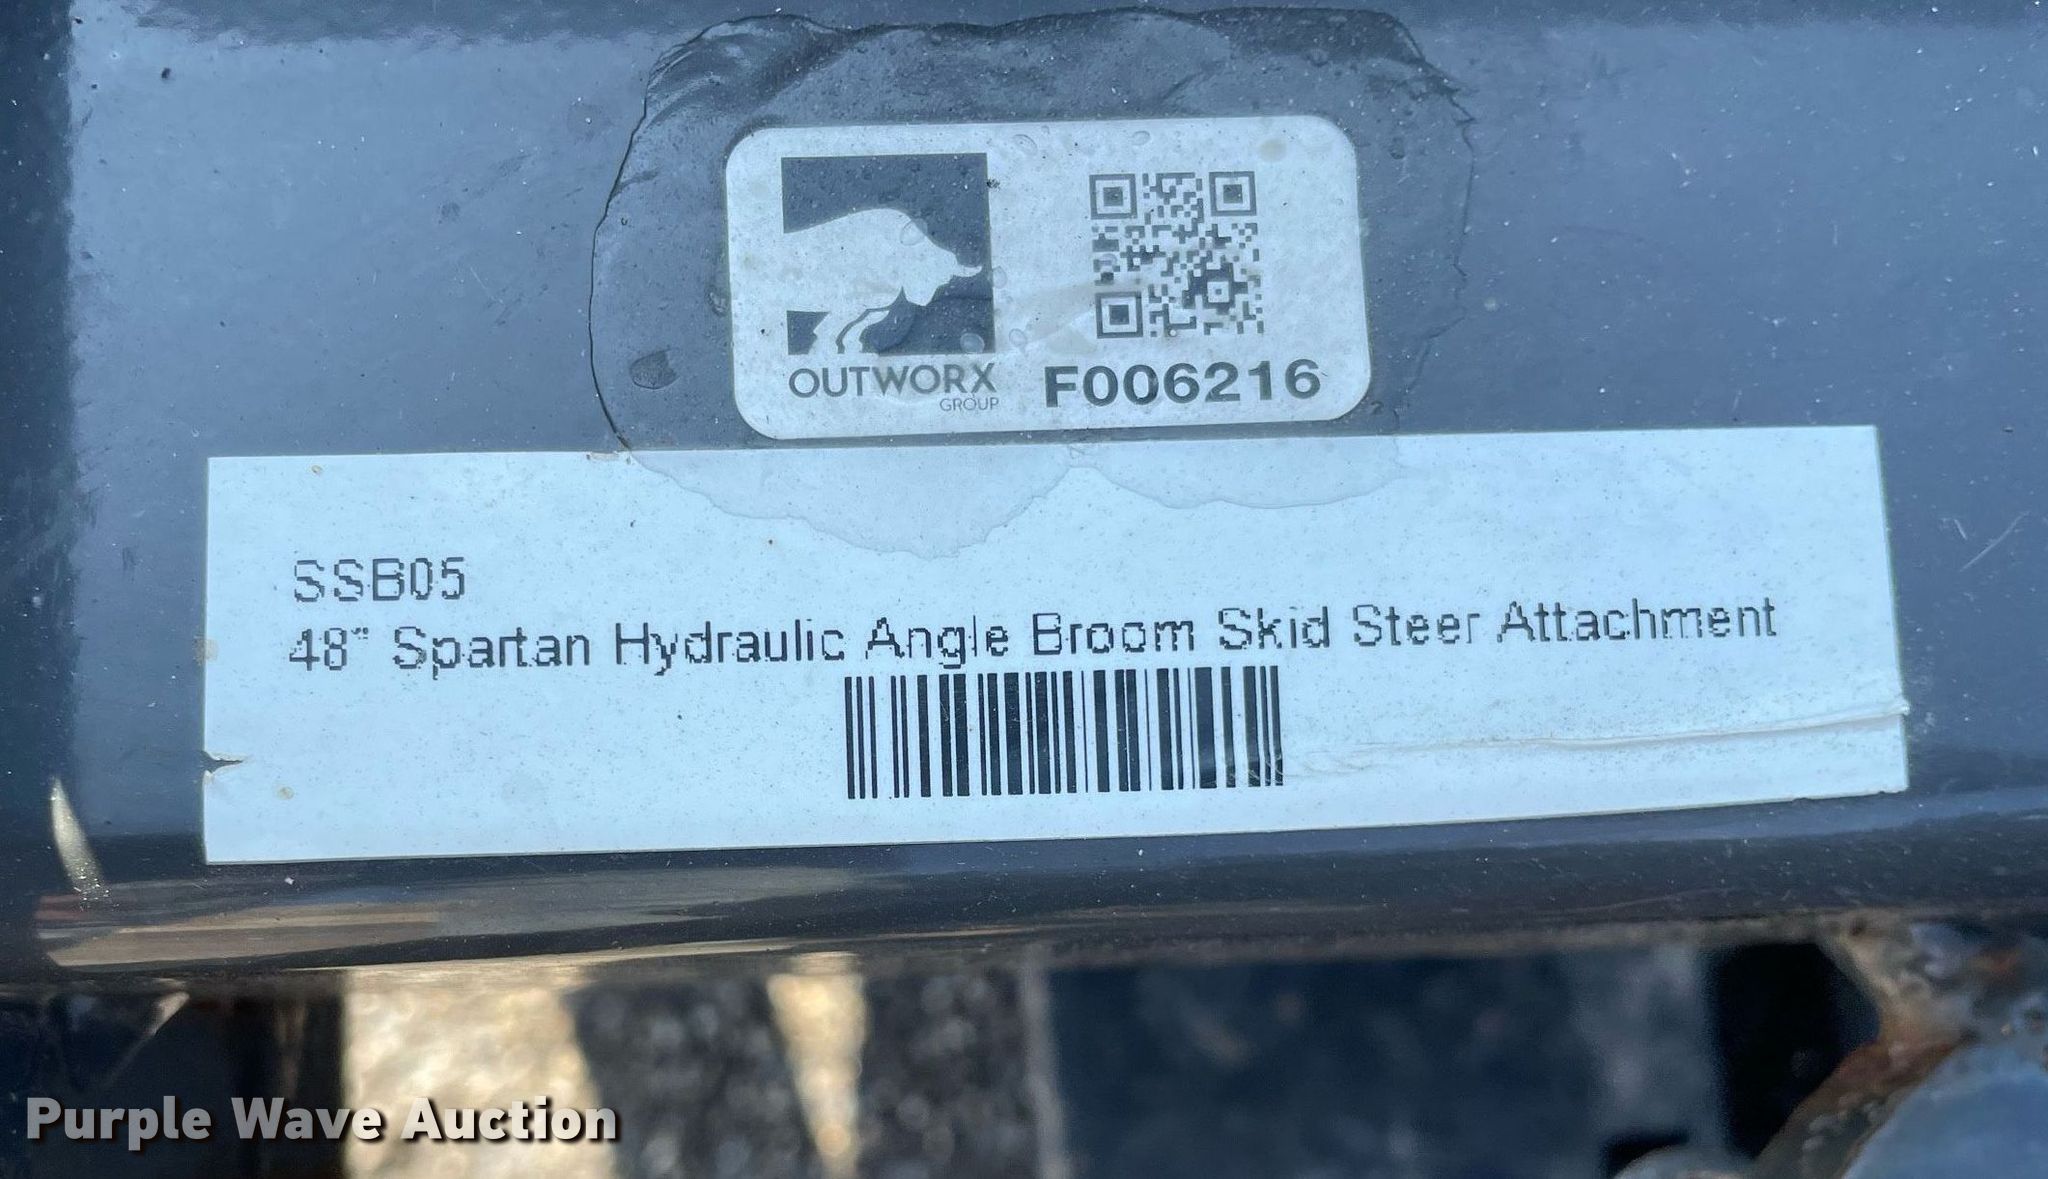 OUTWORX
GROUP
F006216
SSB05
48" Spartan Hydraulic Angle Broom Skid Steer Attachment
Purple Wave Auction